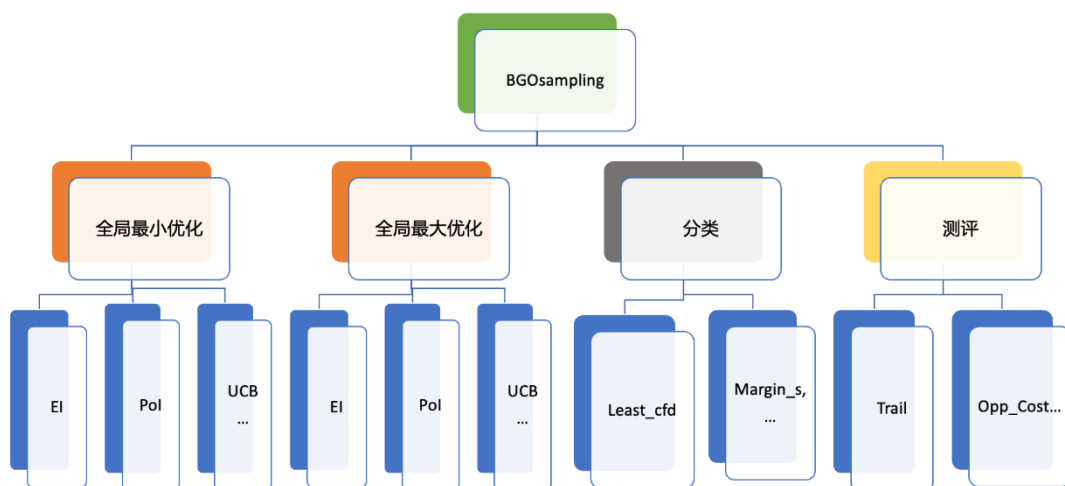 BGOsampling
全局最小优化
全局最大优化
分类
测评
EI
PoI
UCB
...
EI
PoI
UCB
...
Least_cfd
Margin_s,
...
Trail
Opp_Cost...